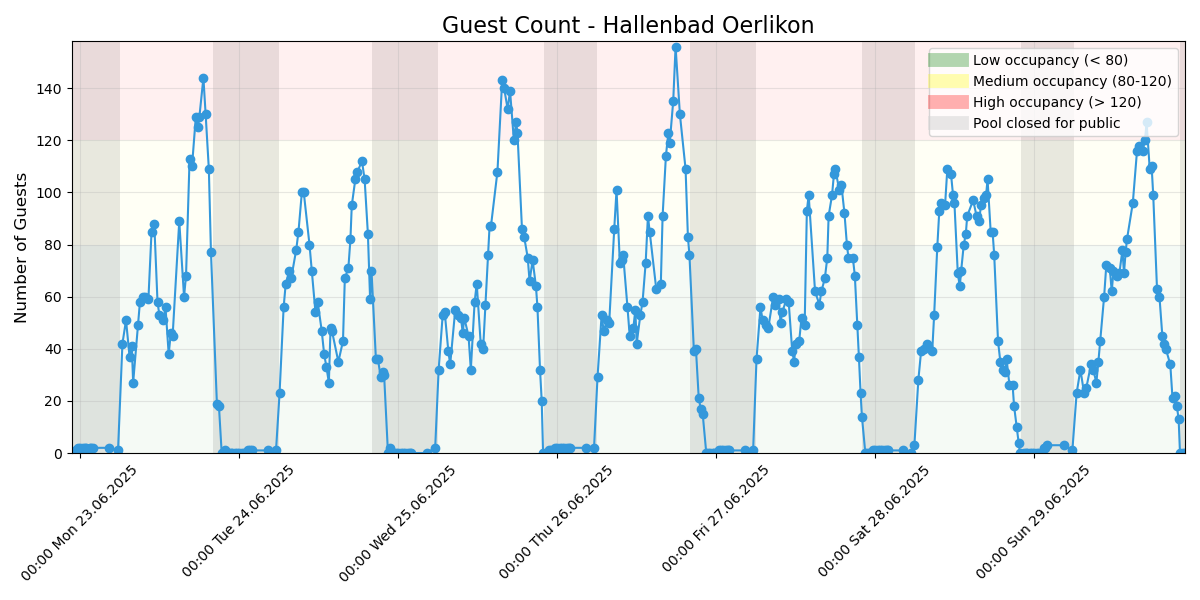 Guest Count - Hallenbad Oerlikon
Low occupancy (< 80)
Medium occupancy (80-120)
High occupancy (> 120)
Pool closed for public
Number of Guests
140
120
100
80
60
40
20
0
00:00 Mon 23.06.2025
00:00 Tue 24.06.2025
00:00 Wed 25.06.2025
00:00 Thu 26.06.2025
00:00 Fri 27.06.2025
00:00 Sat 28.06.2025
00:00 Sun 29.06.2025